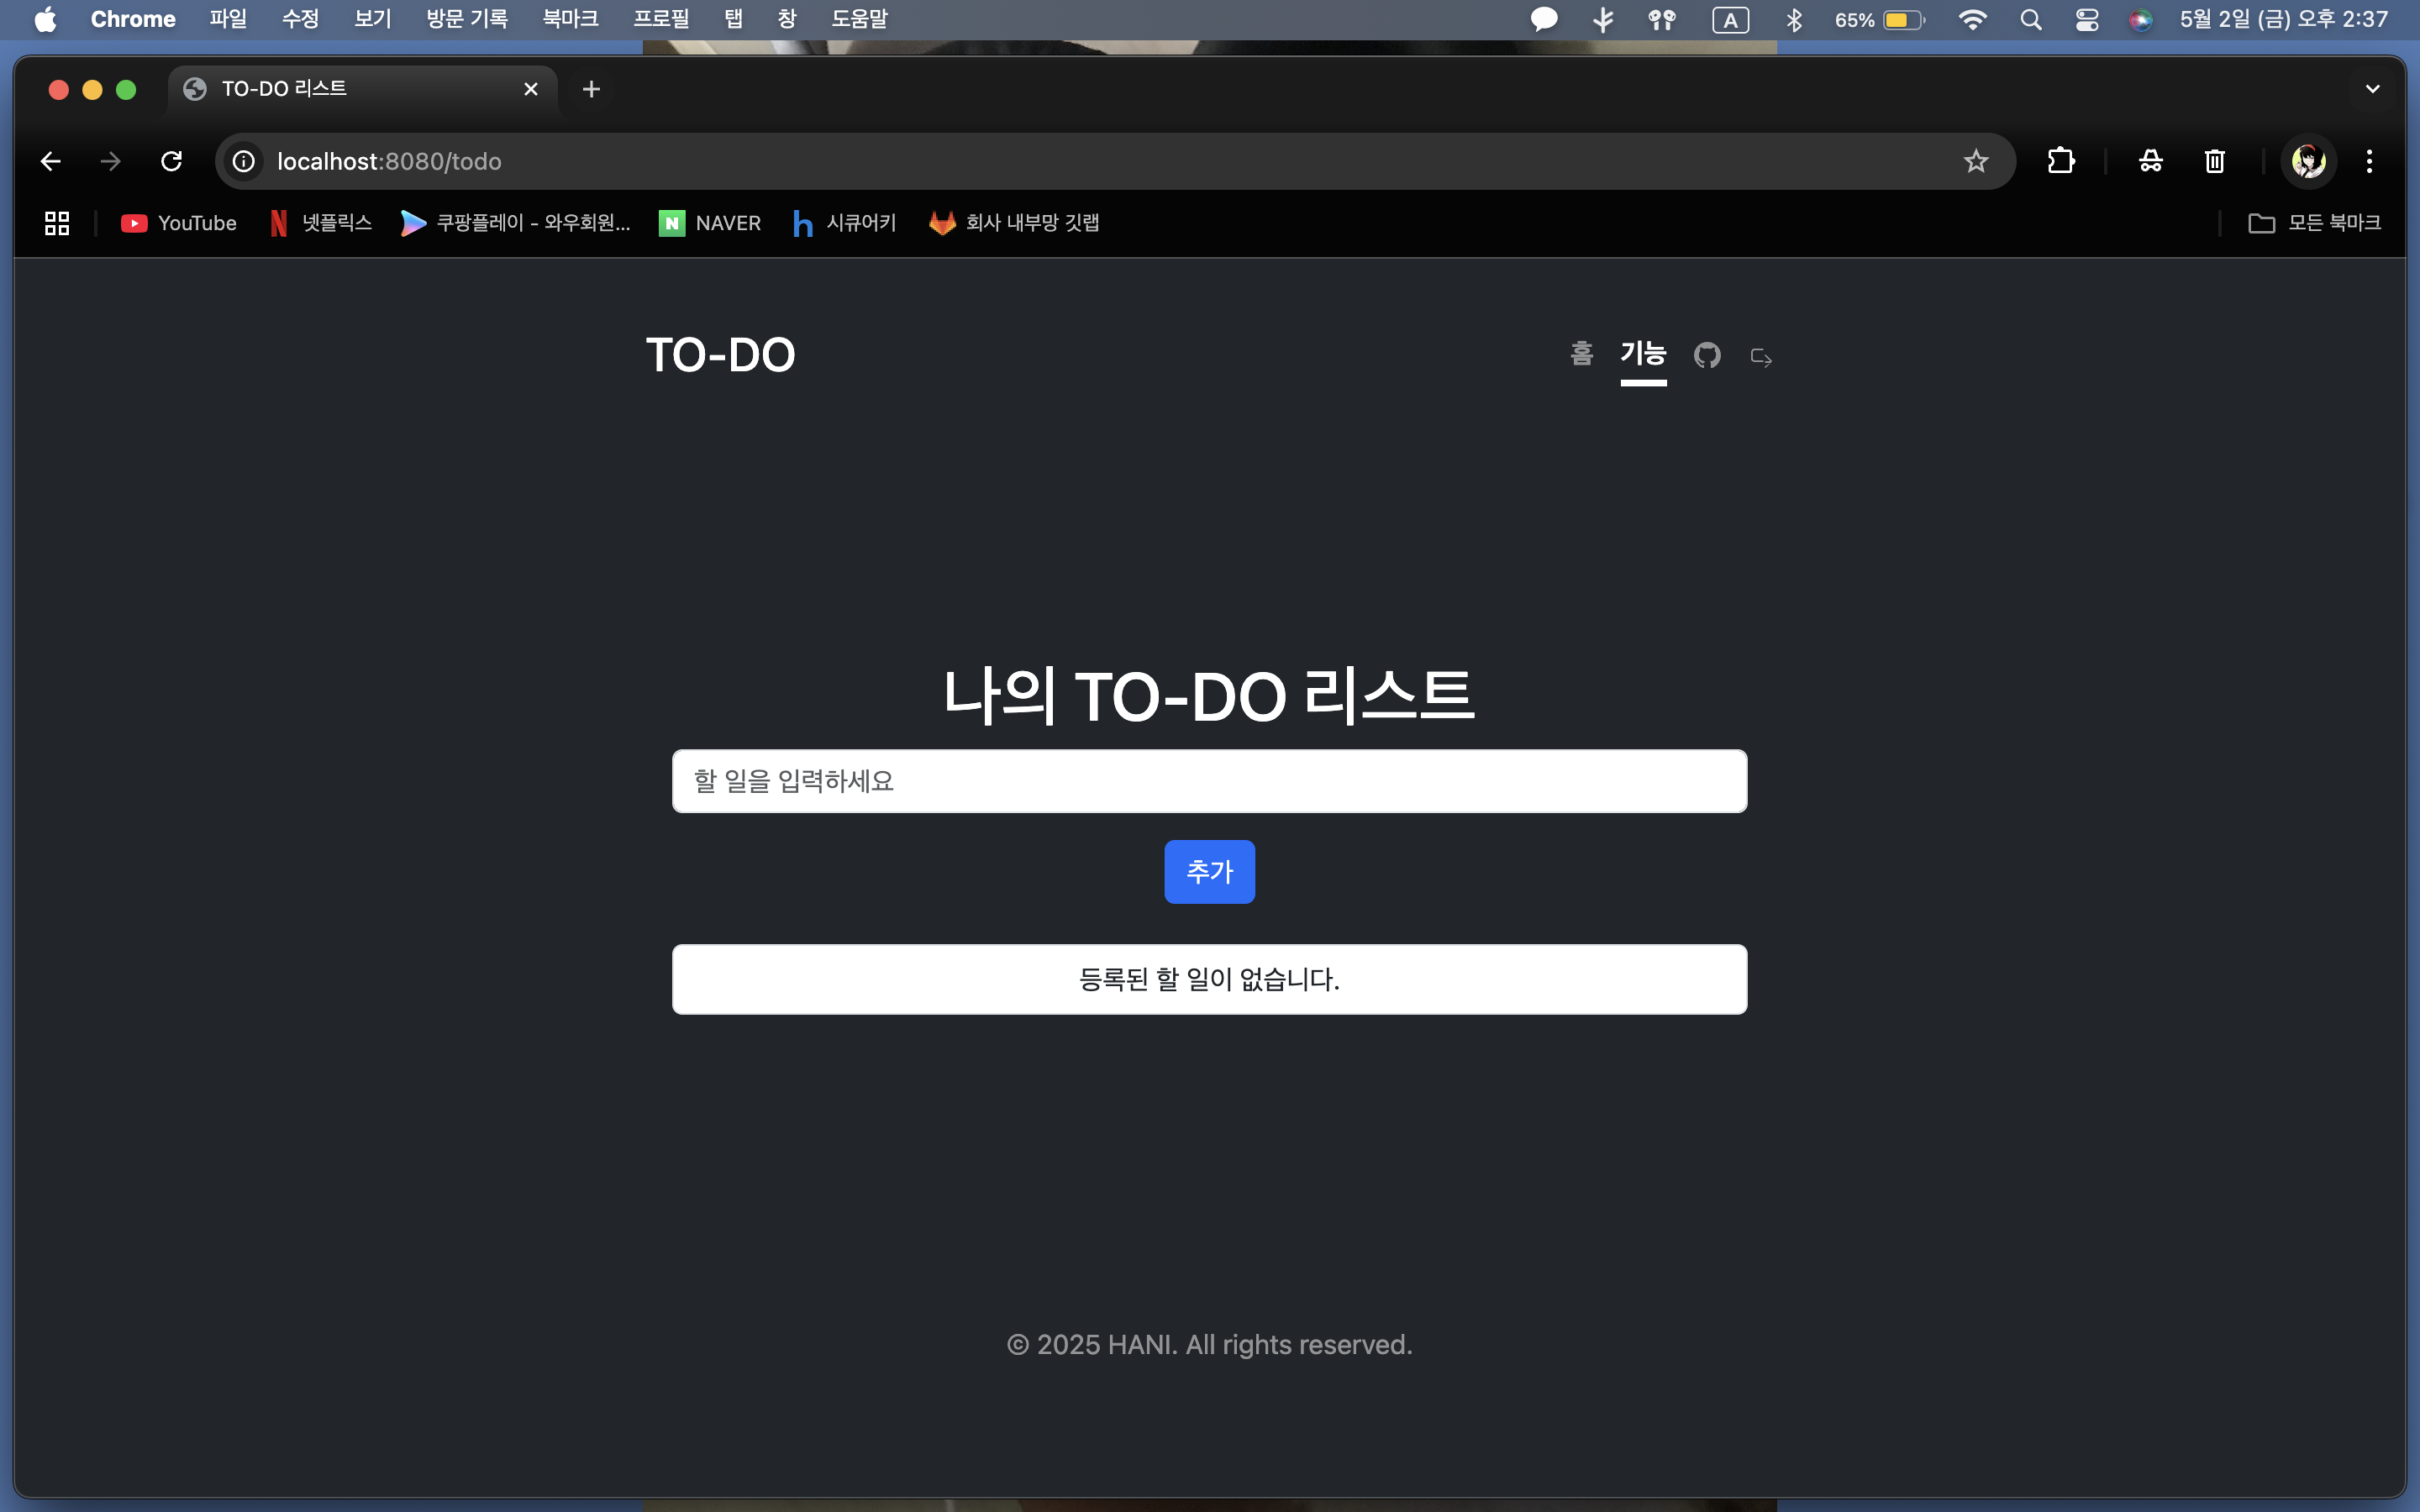 Chrome 파일 수정 보기 방문 기록 북마크 프로필 탭 창 도움말 A 65% 5월 2일 (금) 오후 2:37
TO-DO 리스트
localhost:8080/todo
YouTube 넷플릭스 쿠팡플레이 - 와우회원... NAVER 시큐어키 회사 내부망 깃랩 모든 북마크
TO-DO 홈 기능
나의 TO-DO 리스트
할 일을 입력하세요
추가
등록된 할 일이 없습니다.
© 2025 HANI. All rights reserved.